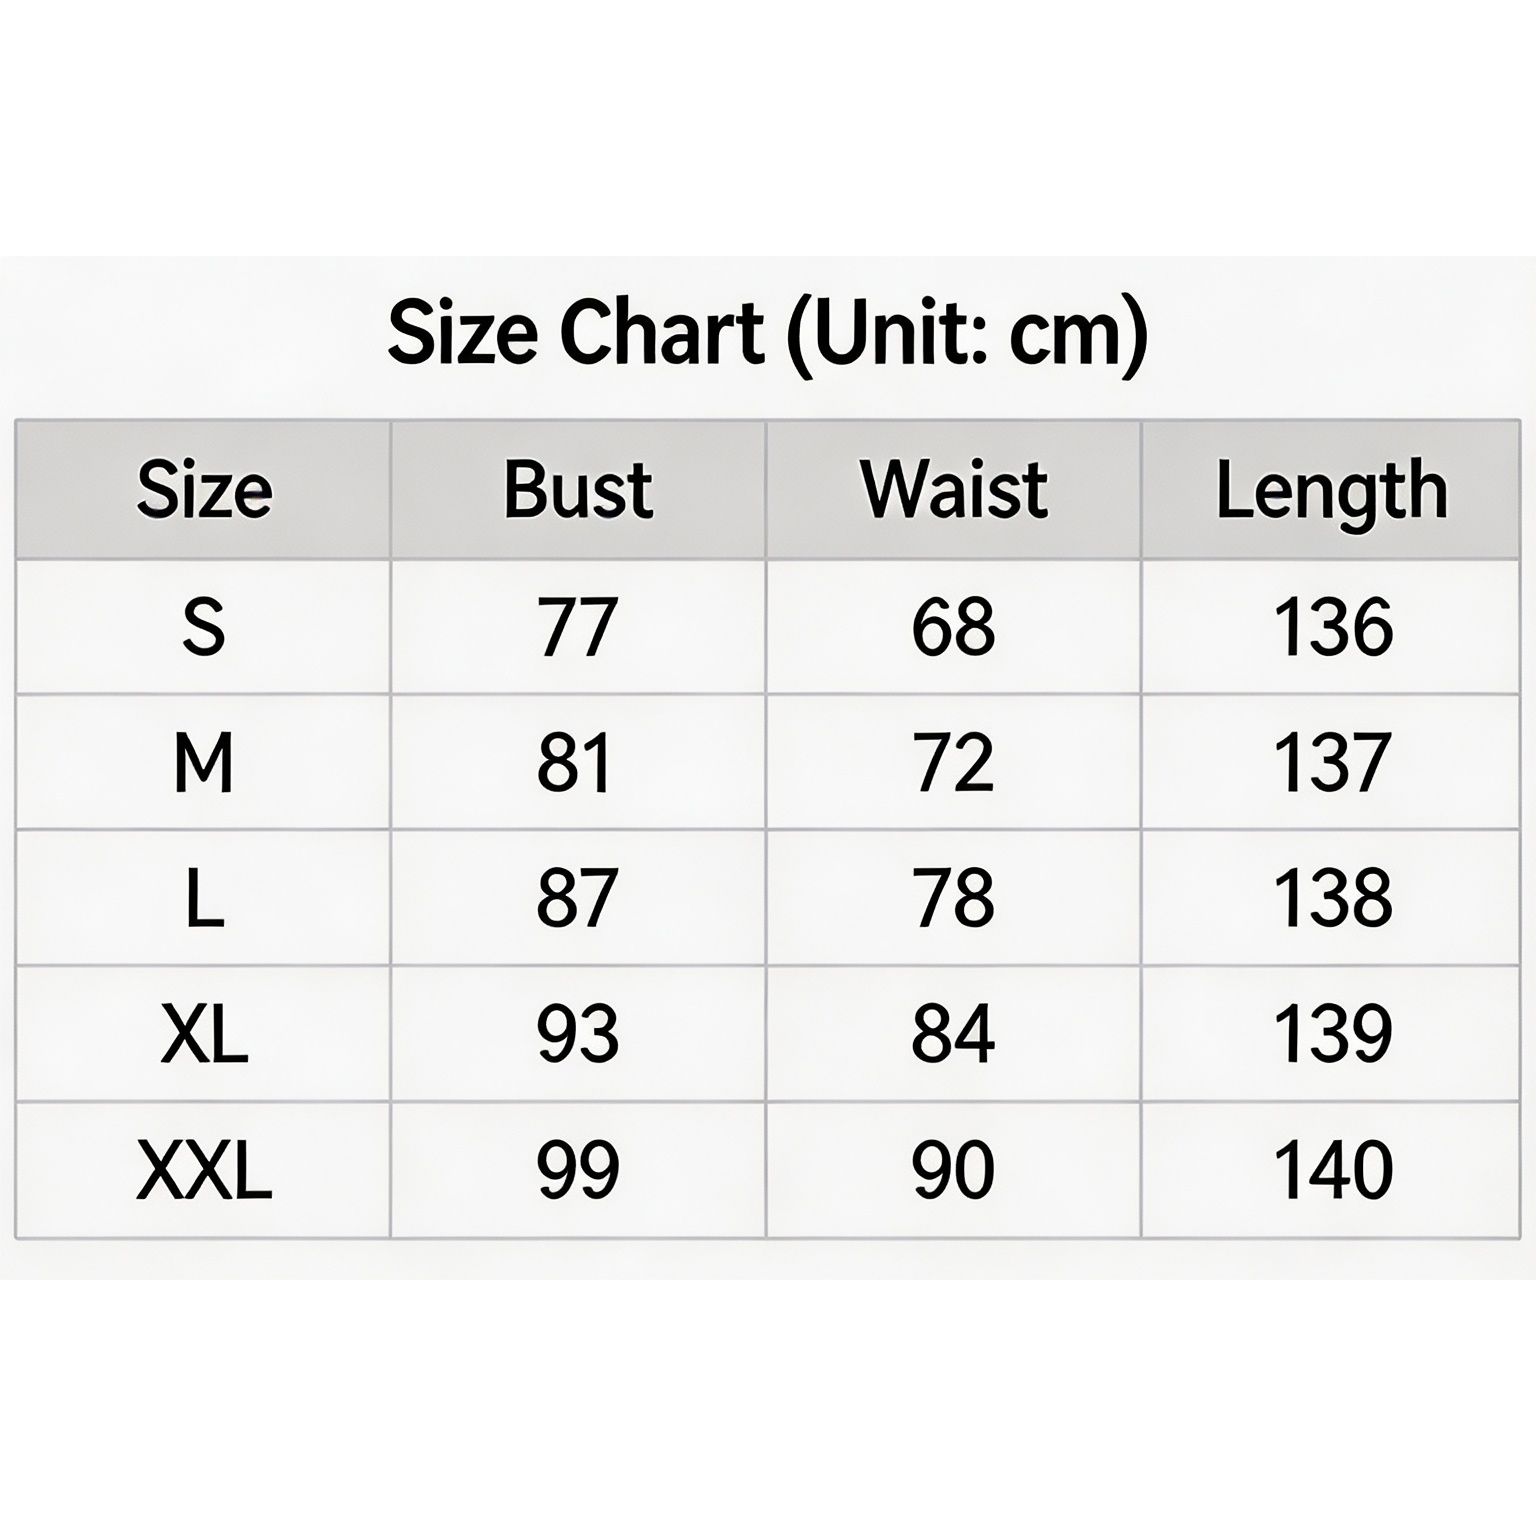 Size Chart (Unit: cm)
Size Bust Waist Length
S 77 68 136
M 81 72 137
L 87 78 138
XL 93 84 139
XXL 99 90 140